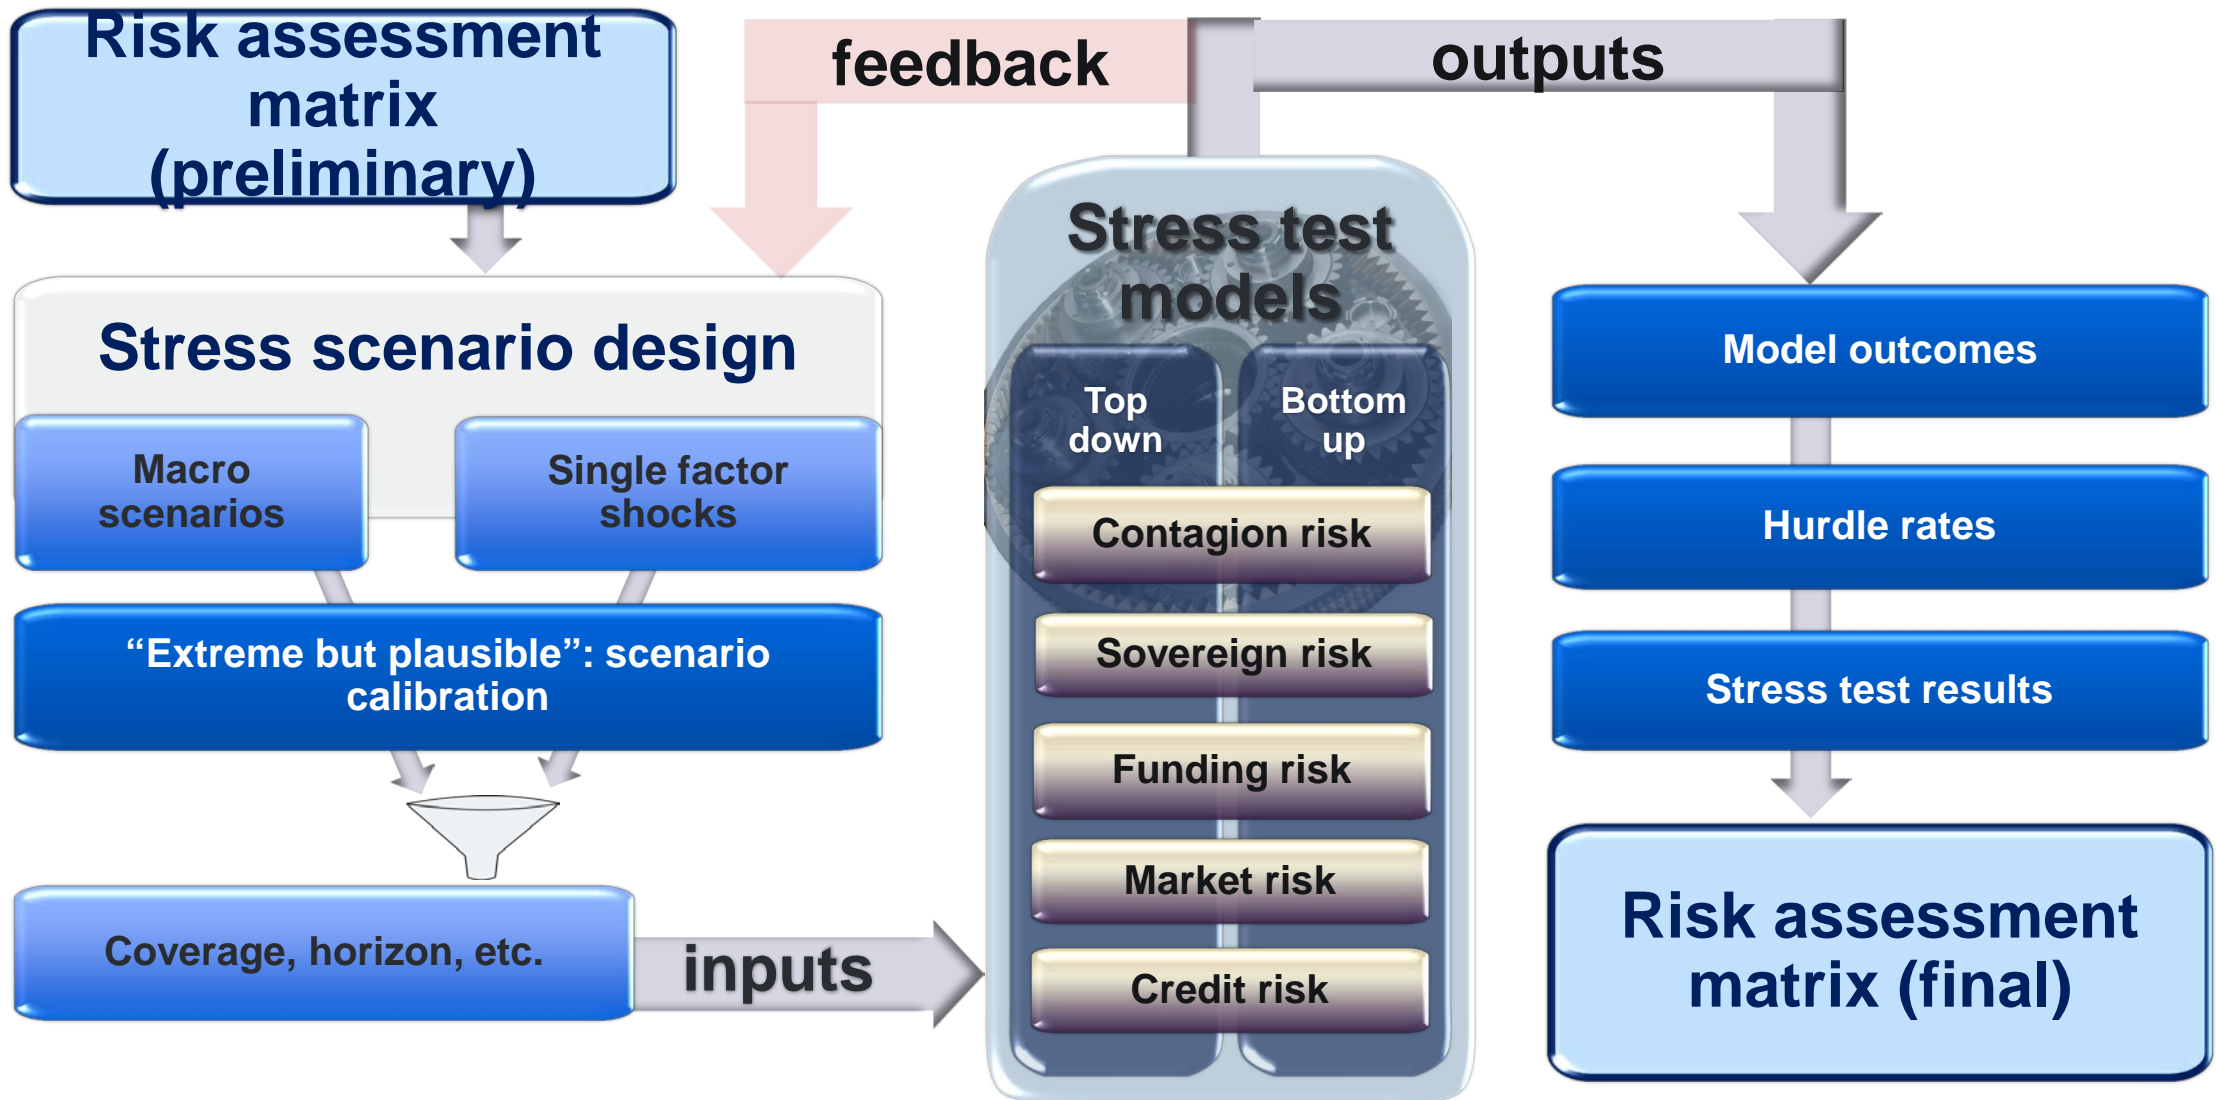 Risk assessment
matrix
(preliminary)
feedback
outputs
Stress scenario design
Macro
scenarios
Single factor
shocks
“Extreme but plausible”: scenario
calibration
Coverage, horizon, etc.
inputs
Stress test
models
Top
down
Bottom
up
Contagion risk
Sovereign risk
Funding risk
Market risk
Credit risk
Model outcomes
Hurdle rates
Stress test results
Risk assessment
matrix (final)